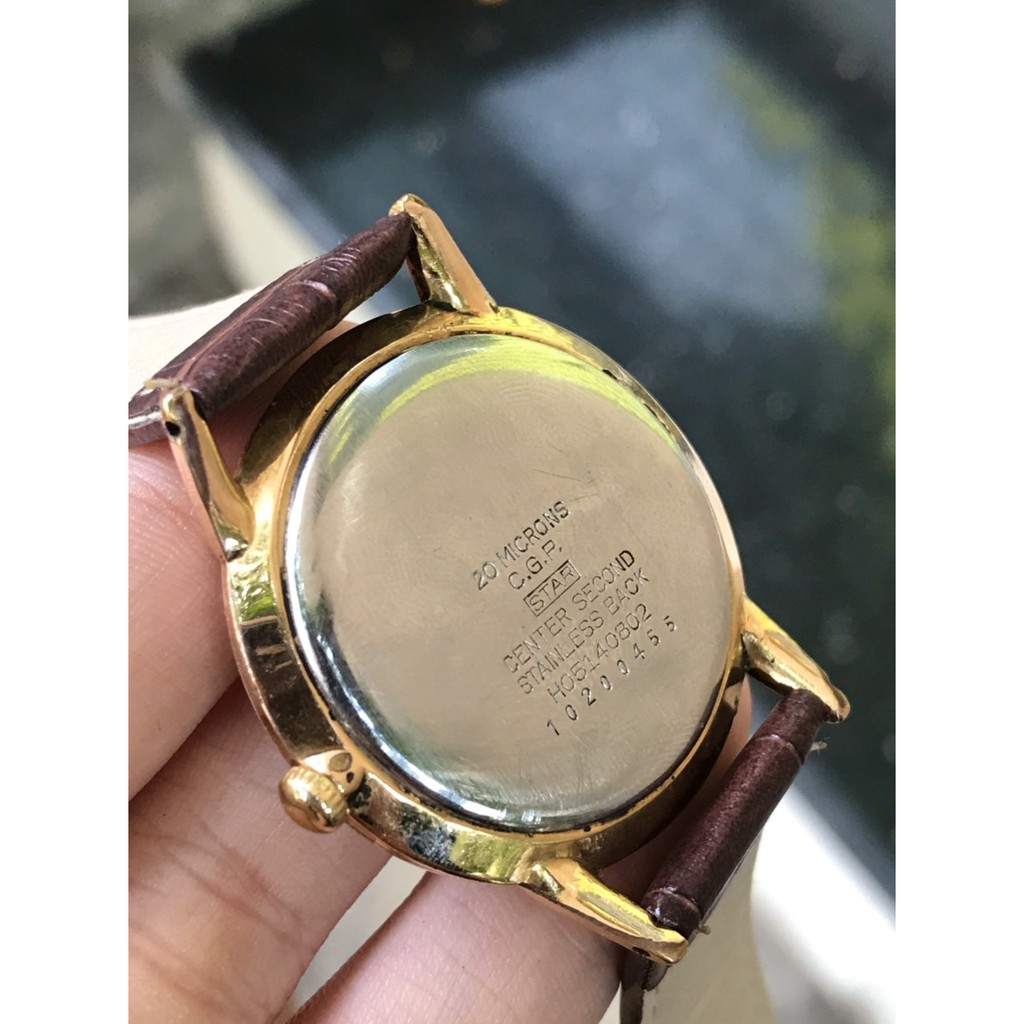 20 MICRONS
C.G.P.
STAR
CENTER SECOND
STAINLESS BACK
H05140802
10200455